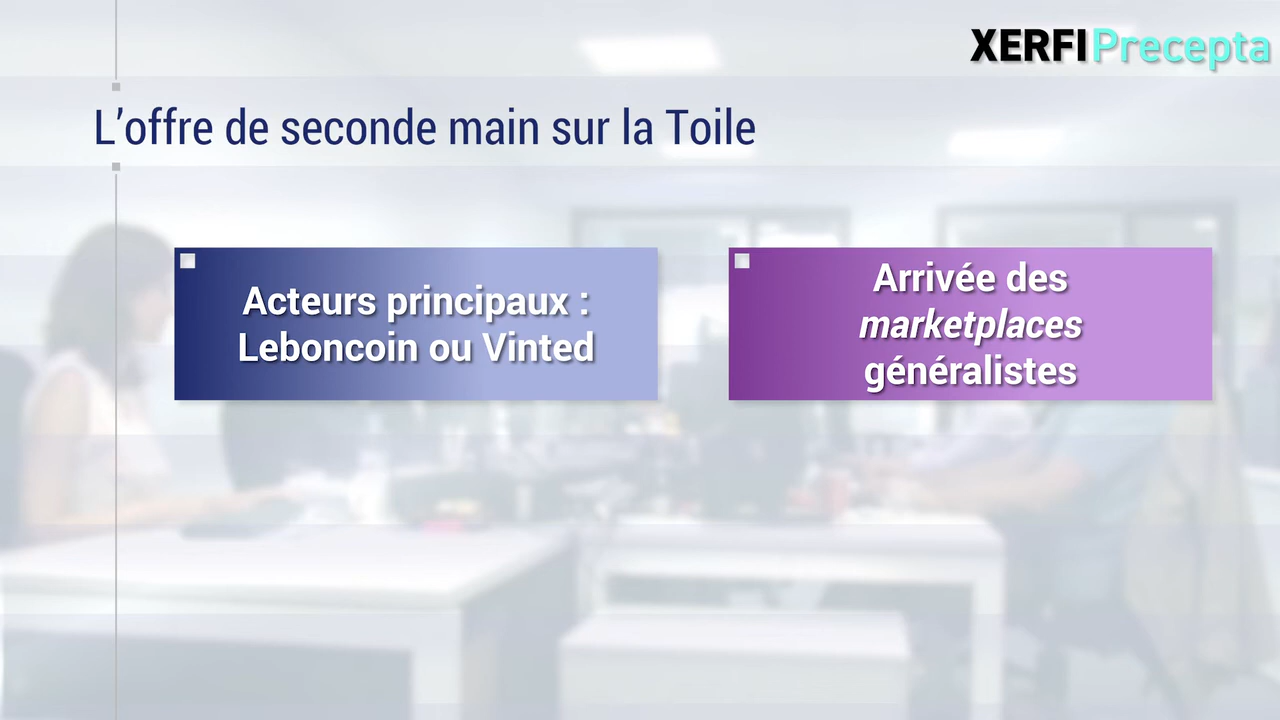 XERFI Precepta
L’offre de seconde main sur la Toile
Acteurs principaux :
Leboncoin ou Vinted
Arrivée des
marketplaces
généralistes